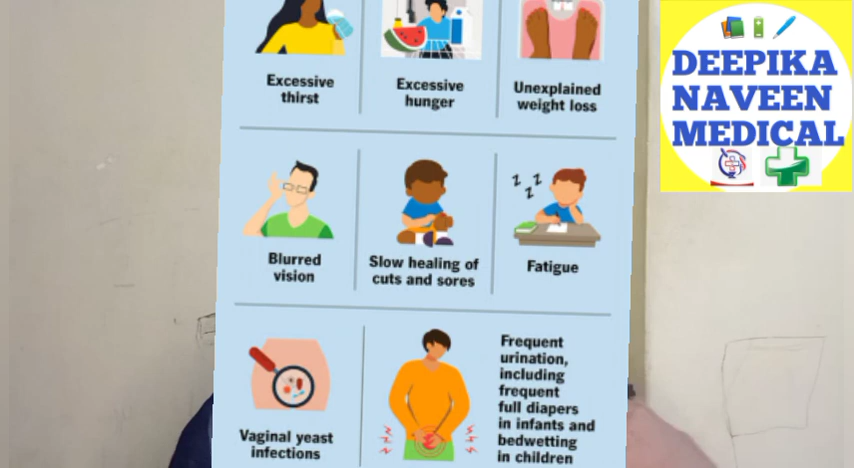 Excessive
thirst
Excessive
hunger
Unexplained
weight loss
DEEPIKA
NAVEEN
MEDICAL
Blurred
vision
Slow healing of
cuts and sores
z z z
Fatigue
Vaginal yeast
infections
Frequent
urination,
including
frequent
full diapers
in infants and
bedwetting
in children